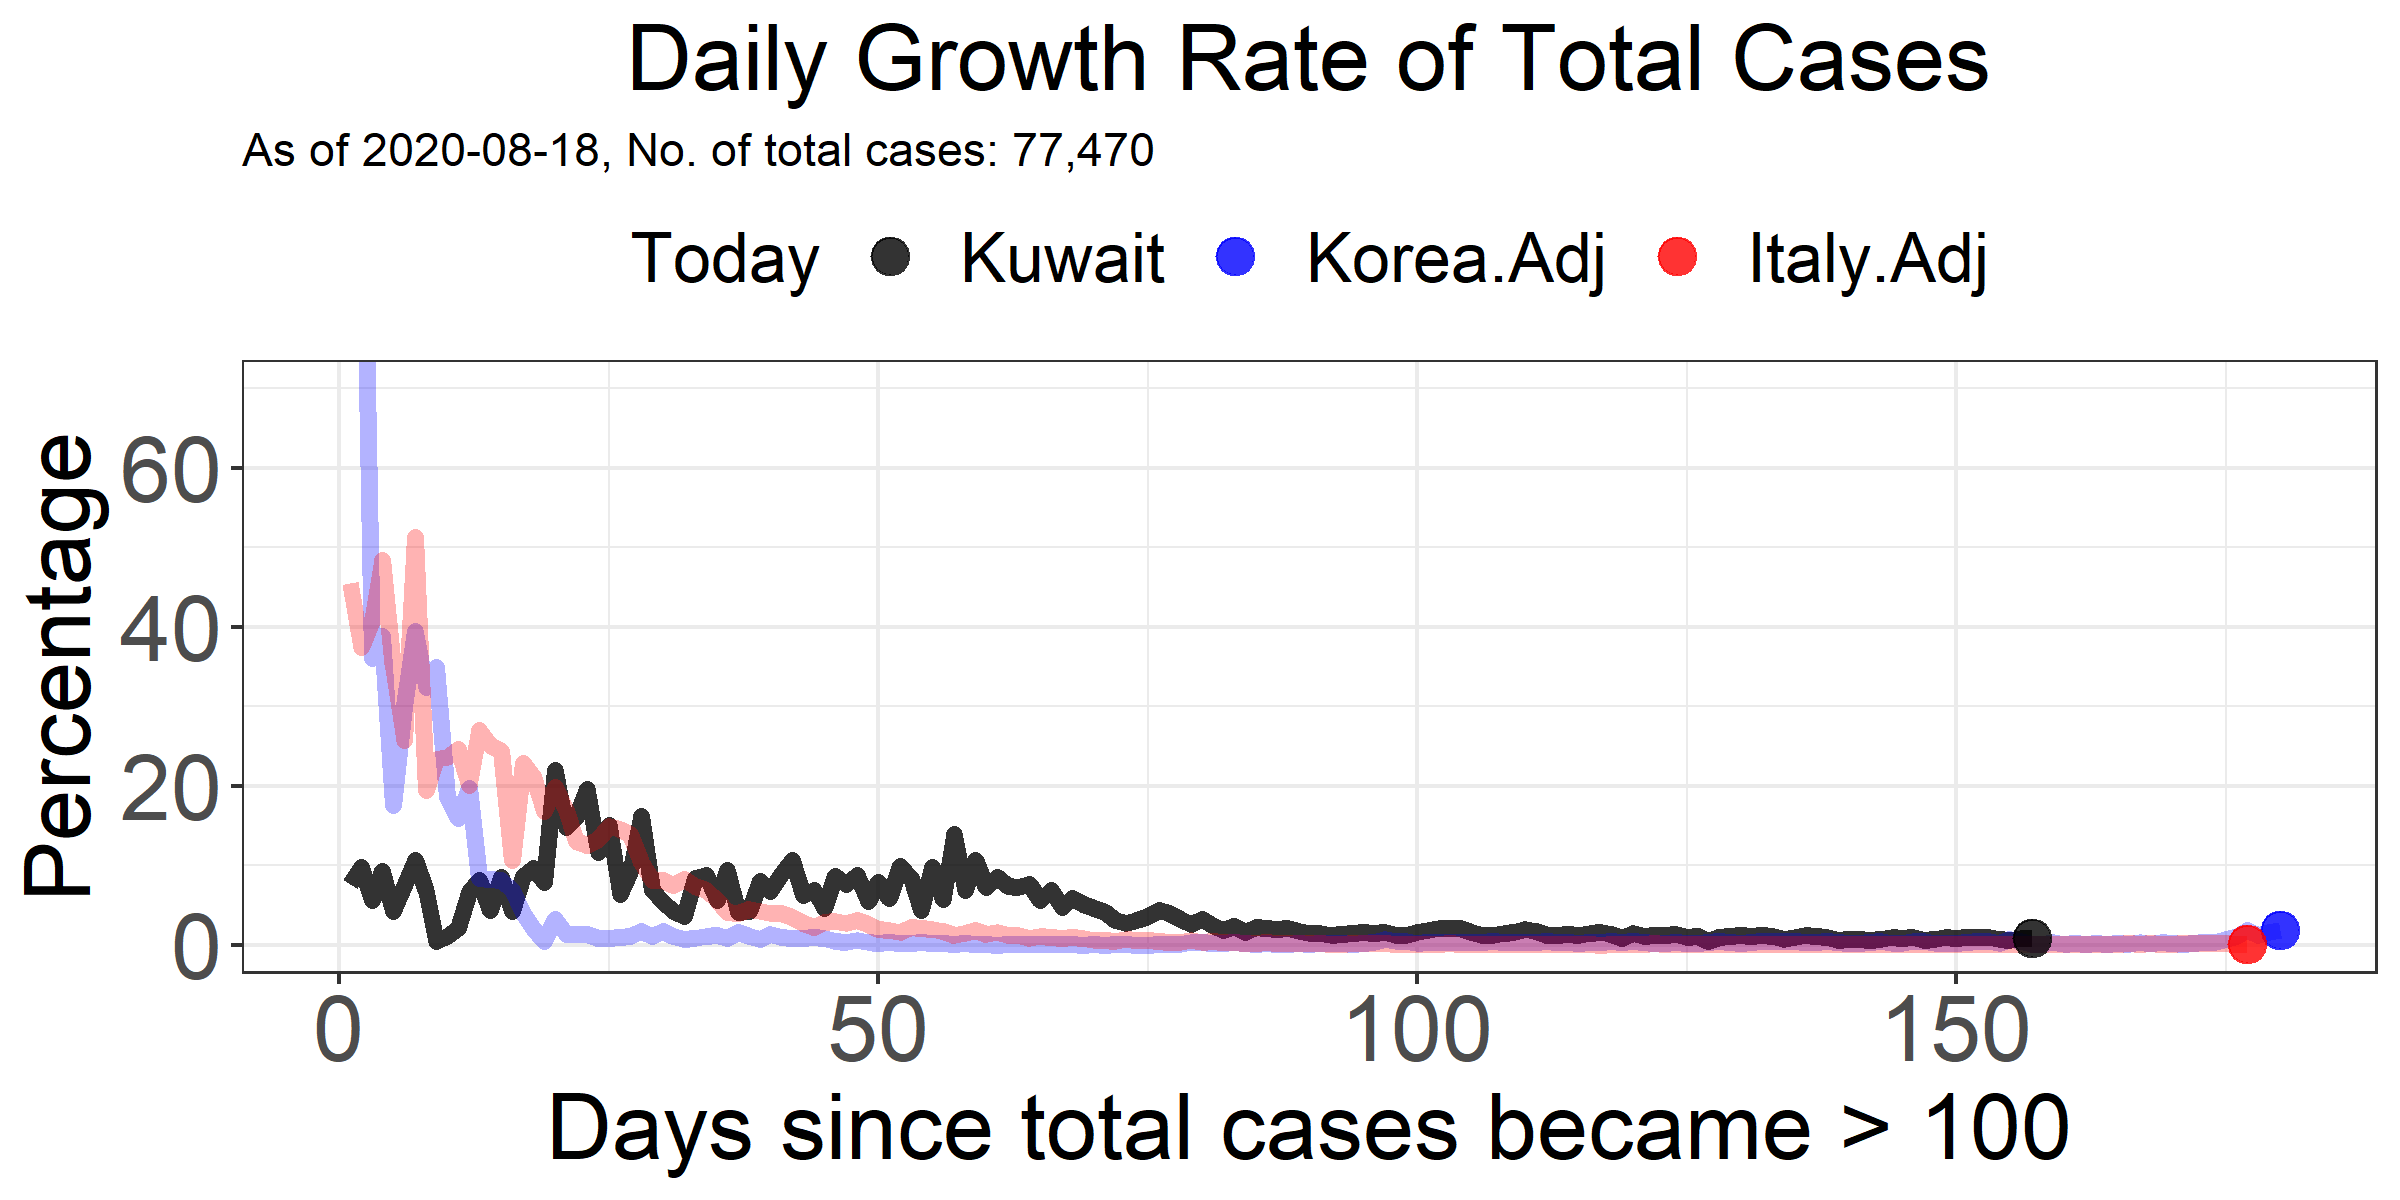 Daily Growth Rate of Total Cases
As of 2020-08-18, No. of total cases: 77,470
Today Kuwait Korea.Adj Italy.Adj
Percentage
60
40
20
0
0 50 100 150
Days since total cases became > 100